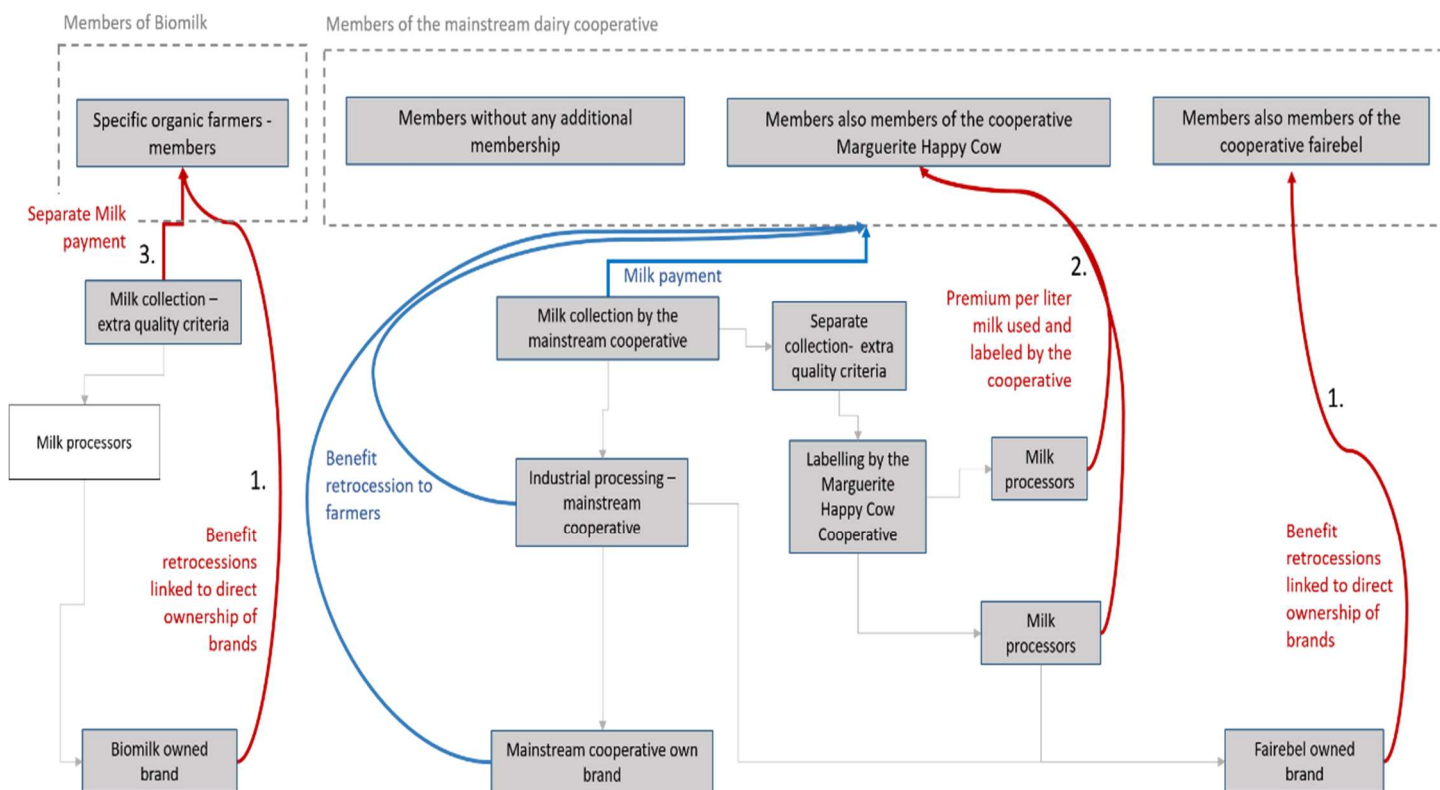 Members of Biomilk
Members of the mainstream dairy cooperative
Specific organic farmers -
members
Members without any additional
membership
Members also members of the cooperative
Marguerite Happy Cow
Members also members of the
cooperative fairebel
Separate Milk
payment
3.
Milk collection –
extra quality criteria
Milk processors
1.
Benefit
retrocessions
linked to direct
ownership of
brands
Biomilk owned
brand
Milk payment
Milk collection by the
mainstream cooperative
Separate
collection- extra
quality criteria
2.
Premium per liter
milk used and
labeled by the
cooperative
Benefit
retrocession to
farmers
Industrial processing –
mainstream
cooperative
Labelling by the
Marguerite
Happy Cow
Cooperative
Milk
processors
Milk
processors
Mainstream cooperative own
brand
1.
Benefit
retrocessions
linked to direct
ownership of
brands
Fairebel owned
brand